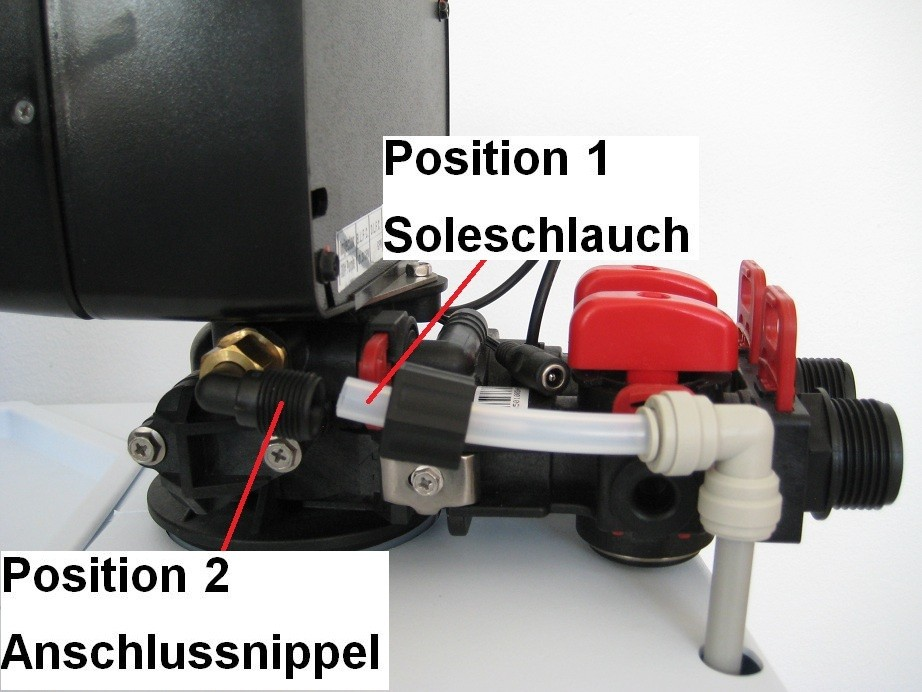 Position 1
Soleschlauch
Position 2
Anschlussnippel